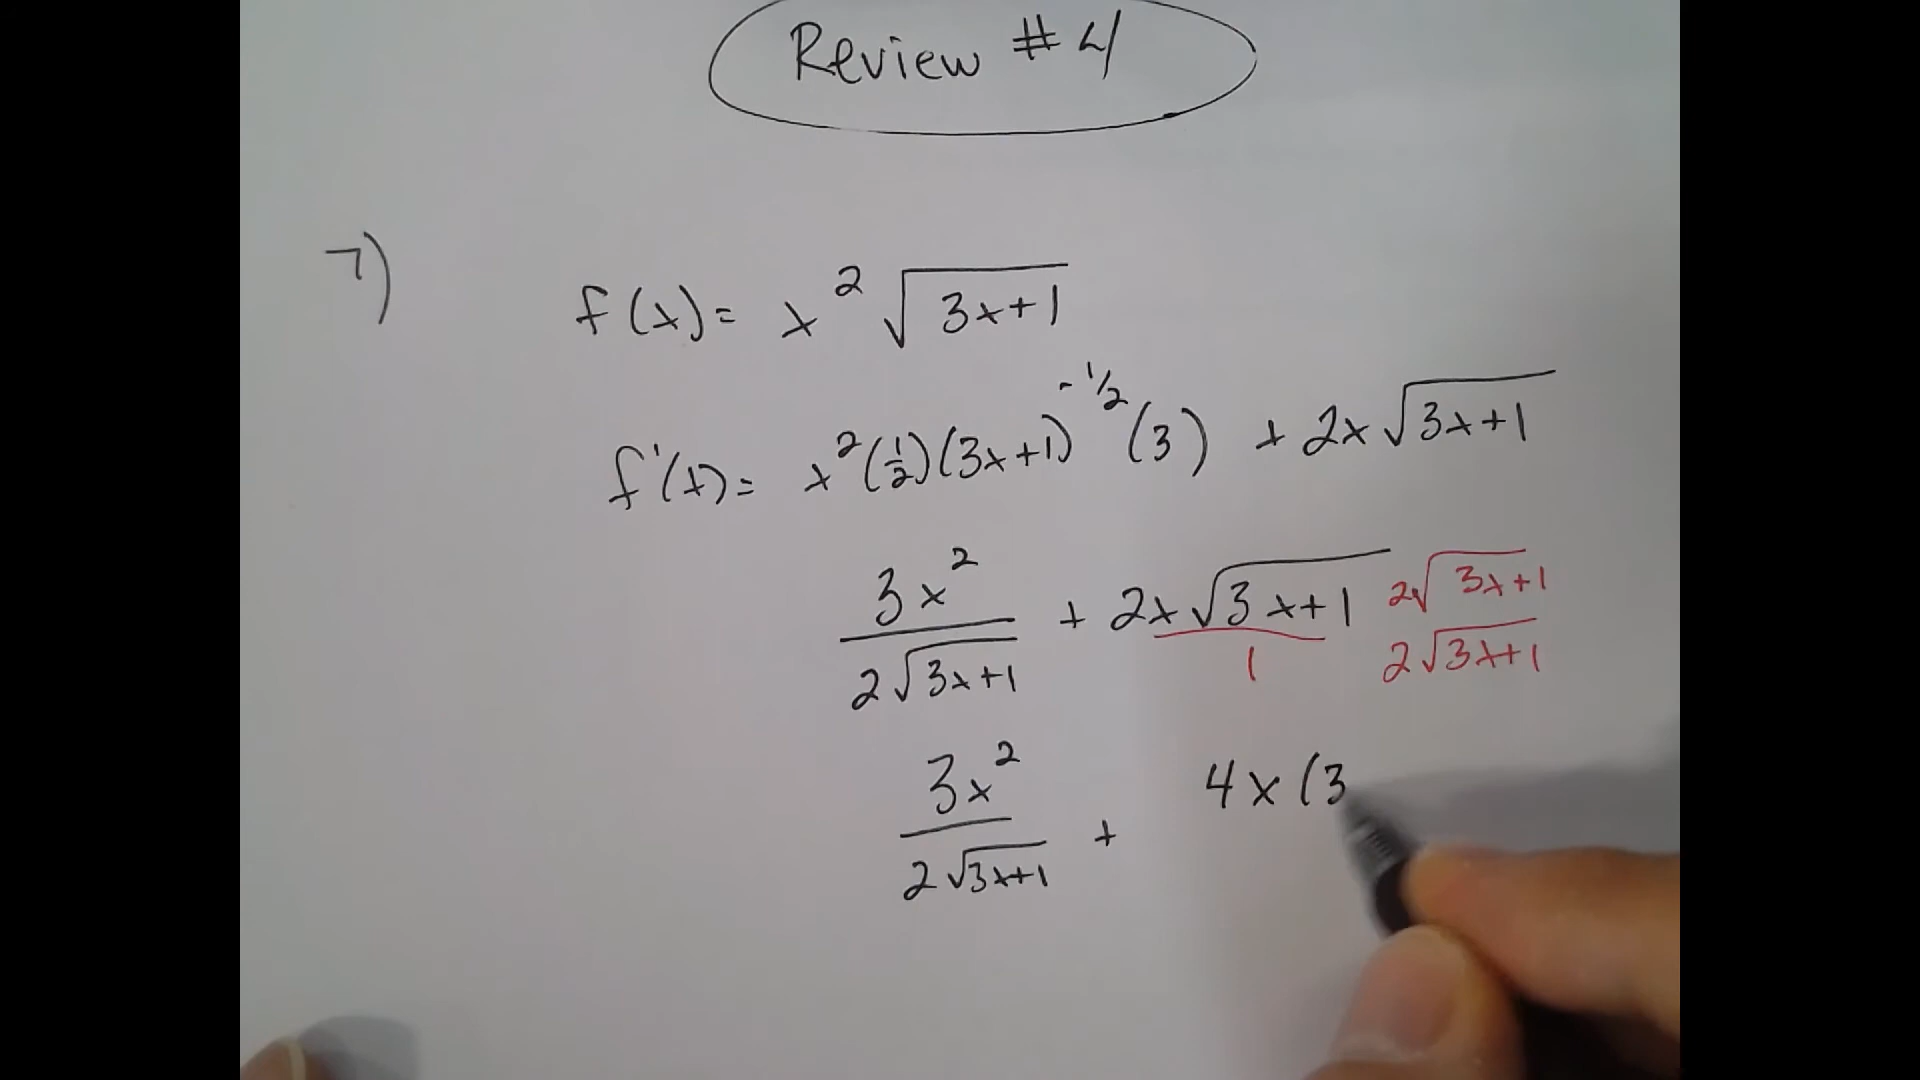 Review #4
7)
f(x)= x² √(3x+1)
f'(x)= x²(1/2)(3x+1)^(-1/2) (3) + 2x √(3x+1)
3x² / 2√(3x+1) + 2x√(3x+1) / 1 2√(3x+1) / 2√(3x+1)
3x² / 2√(3x+1) + 4x (3